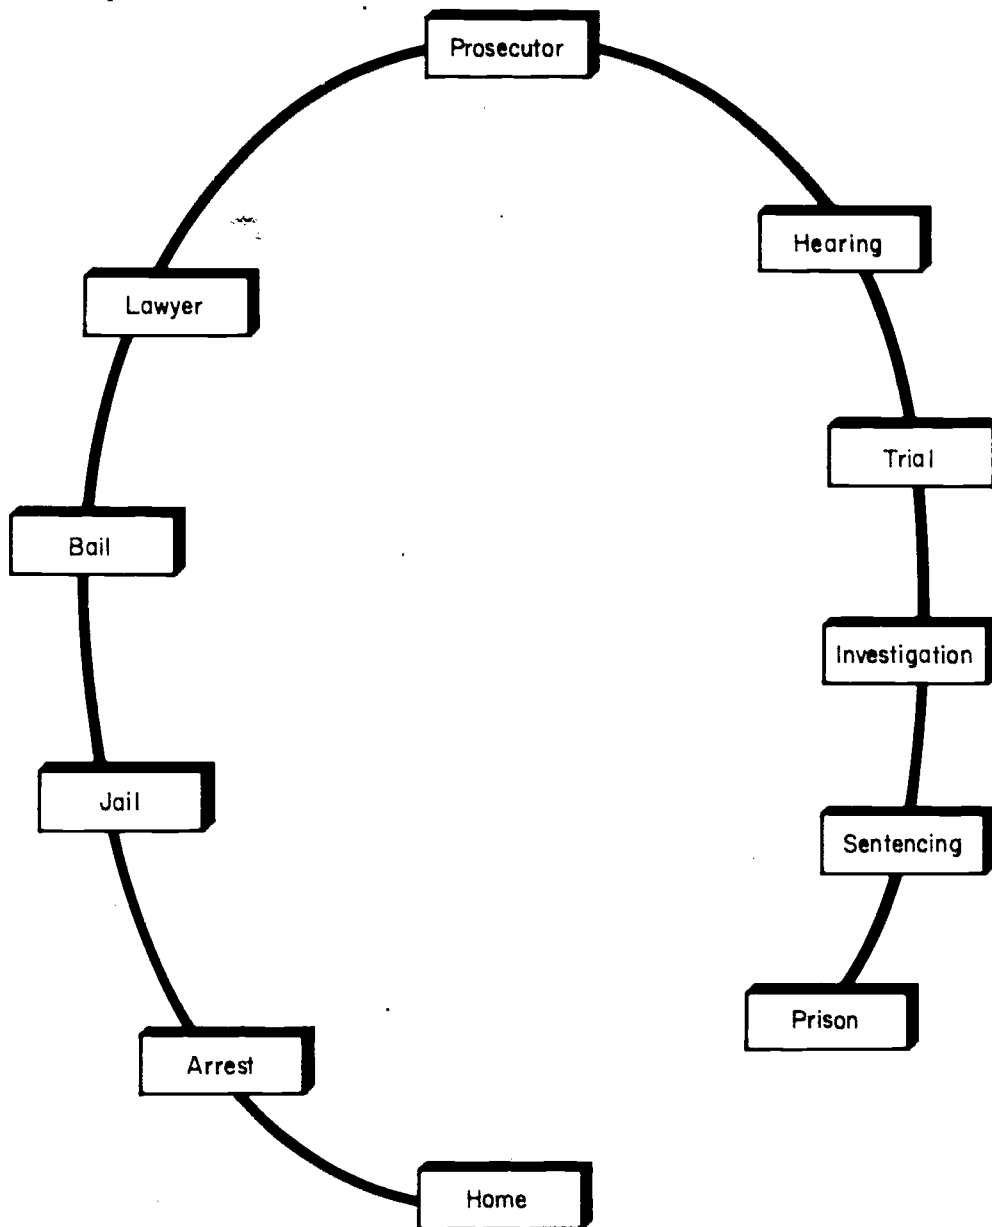 Prosecutor
Hearing
Lawyer
Trial
Bail
Investigation
Jail
Sentencing
Prison
Arrest
Home